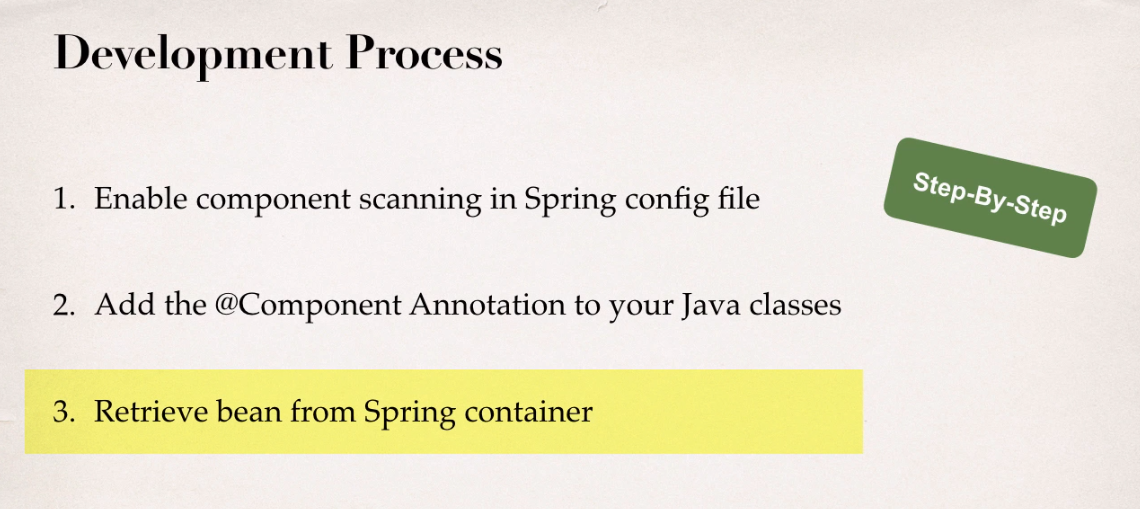 Development Process
Step-By-Step
1. Enable component scanning in Spring config file
2. Add the @Component Annotation to your Java classes
3. Retrieve bean from Spring container